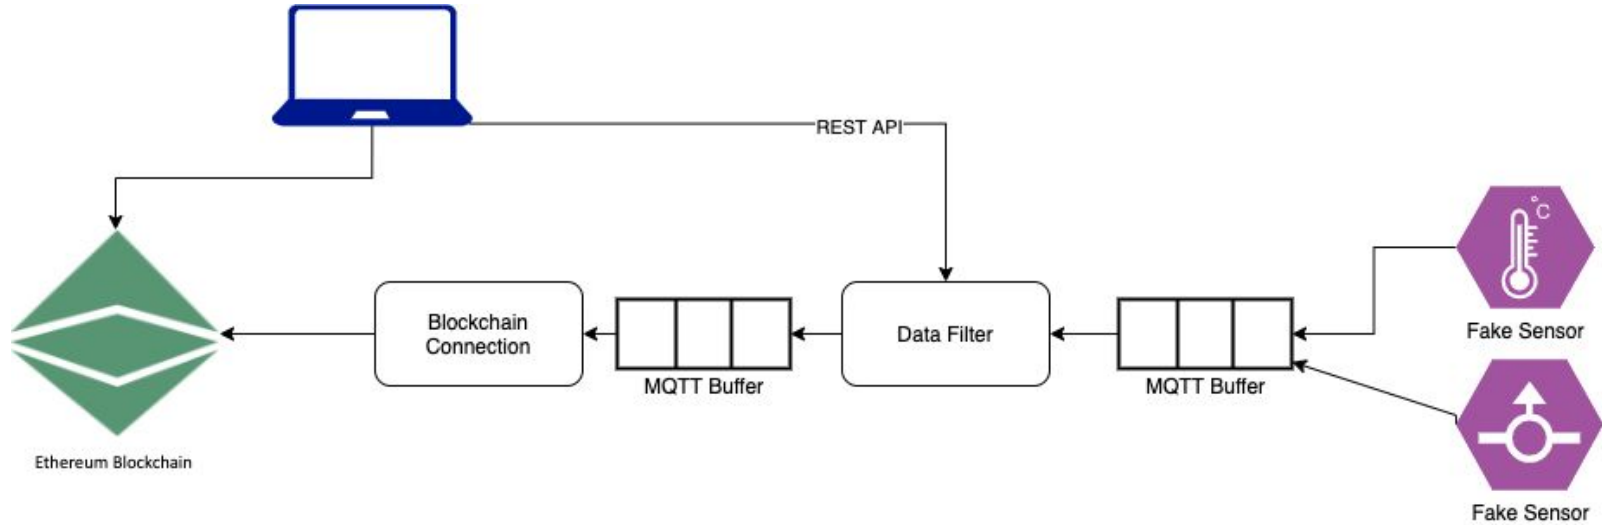 REST API
°C
Fake Sensor
Blockchain
Connection
MQTT Buffer
Data Filter
MQTT Buffer
Ethereum Blockchain
Fake Sensor